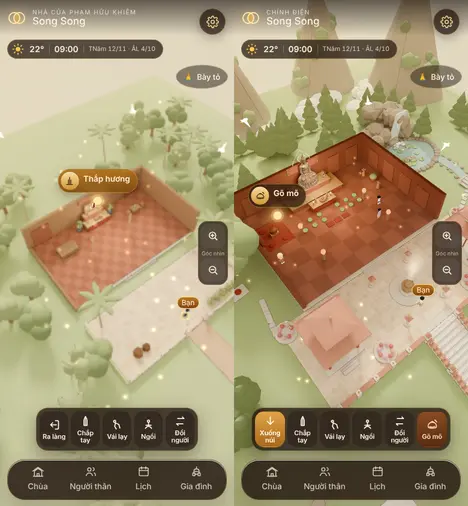 NHÀ CỦA PHẠM HỮU KHIÊM
Song Song
22° 09:00 TNăm 12/11 · ÂL 4/10
Bày tỏ
Thắp hương
Góc nhìn
Bạn
Ra làng
Chắp tay
Vái lạy
Ngồi
Đổi người
Chùa
Người thân
Lịch
Gia đình
CHÍNH ĐIỆN
Song Song
22° 09:00 TNăm 12/11 · ÂL 4/10
Bày tỏ
Gõ mõ
Góc nhìn
Bạn
Xuống núi
Chắp tay
Vái lạy
Ngồi
Đổi người
Gõ mõ
Chùa
Người thân
Lịch
Gia đình